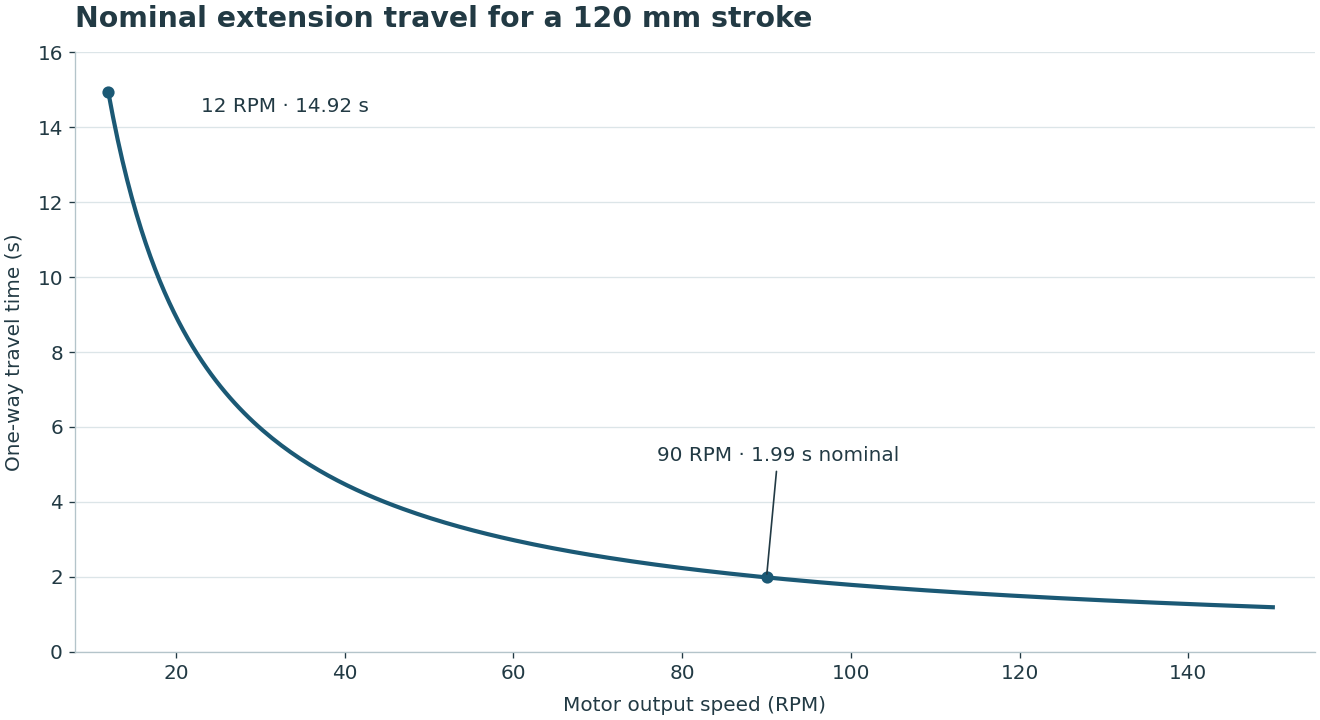 Nominal extension travel for a 120 mm stroke
16
14
12
10
8
6
4
2
0
One-way travel time (s)
12 RPM · 14.92 s
90 RPM · 1.99 s nominal
20 40 60 80 100 120 140
Motor output speed (RPM)